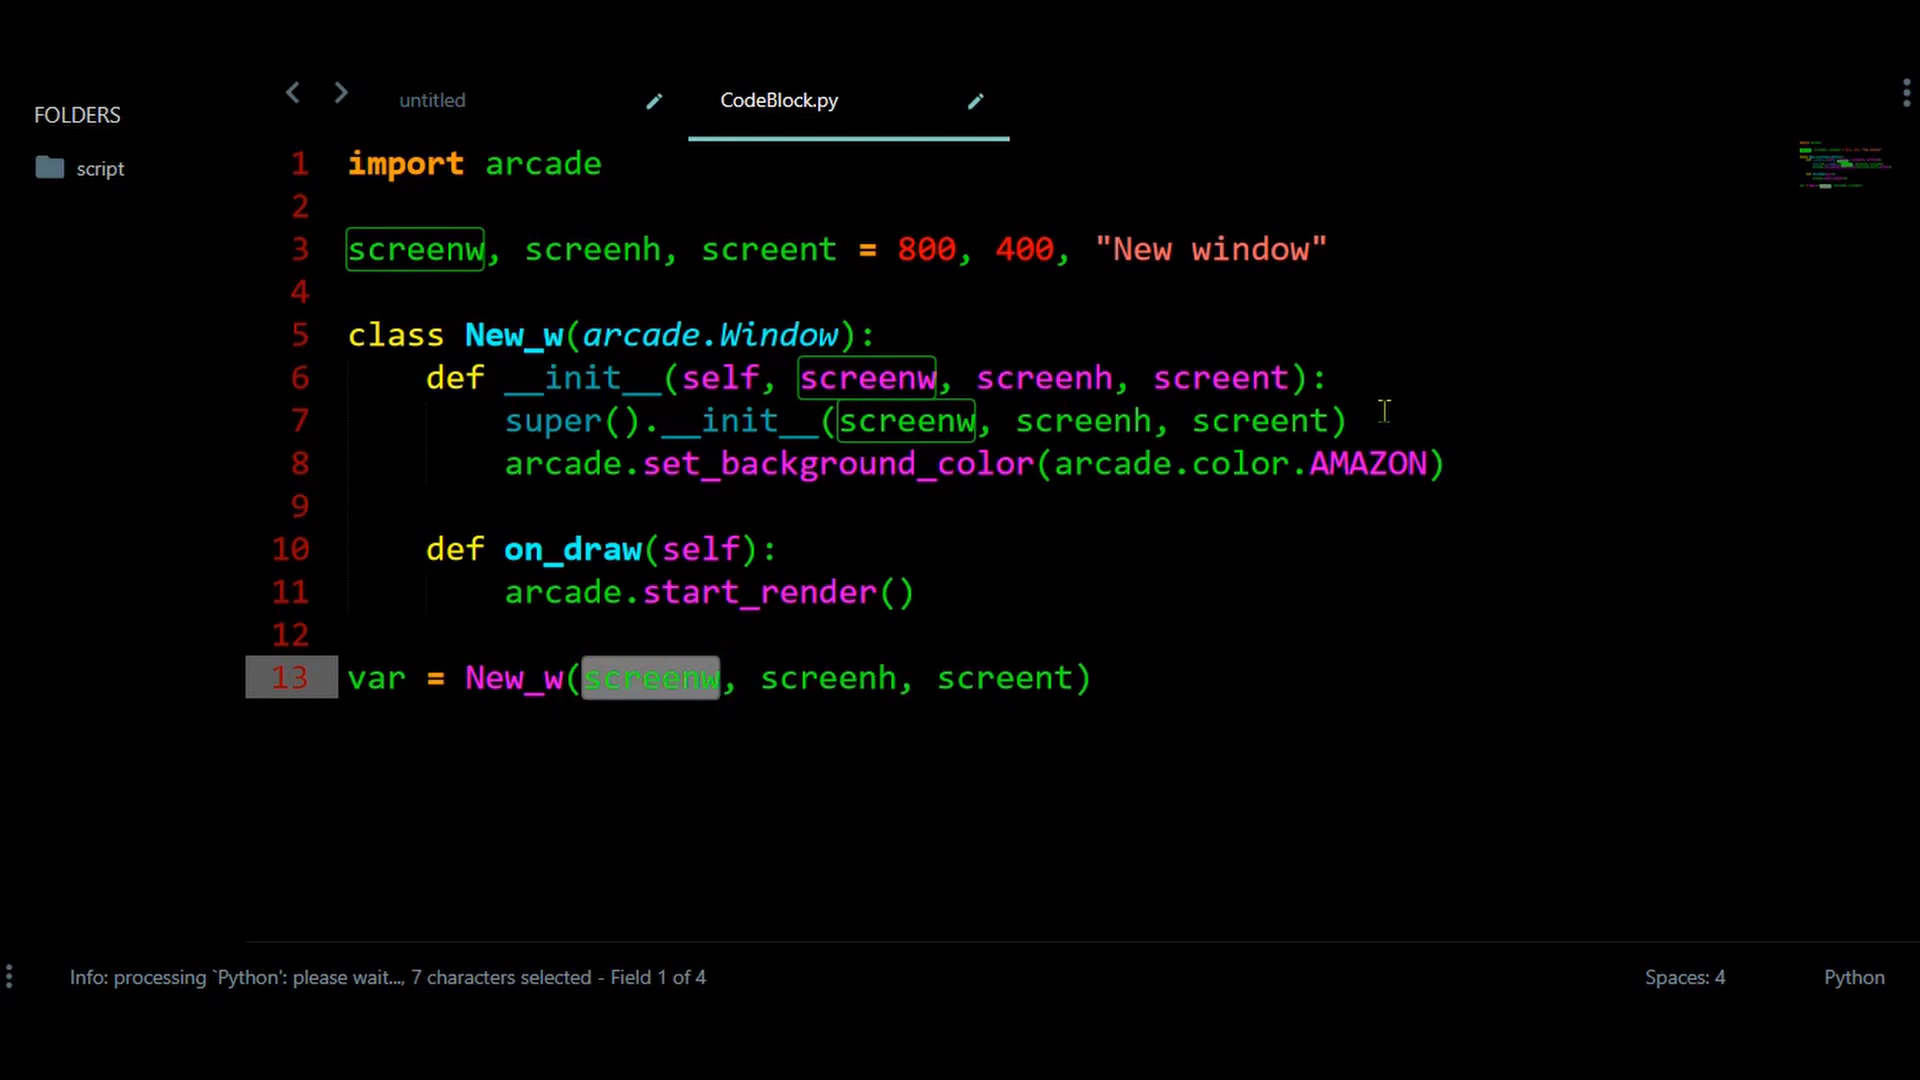 FOLDERS
script
untitled
CodeBlock.py
1 import arcade
2
3 screenw, screenh, screent = 800, 400, "New window"
4
5 class New_w(arcade.Window):
6     def __init__(self, screenw, screenh, screent):
7         super().__init__(screenw, screenh, screent)
8         arcade.set_background_color(arcade.color.AMAZON)
9
10     def on_draw(self):
11         arcade.start_render()
12
13 var = New_w(screenw, screenh, screent)
Info: processing `Python': please wait..., 7 characters selected - Field 1 of 4
Spaces: 4
Python